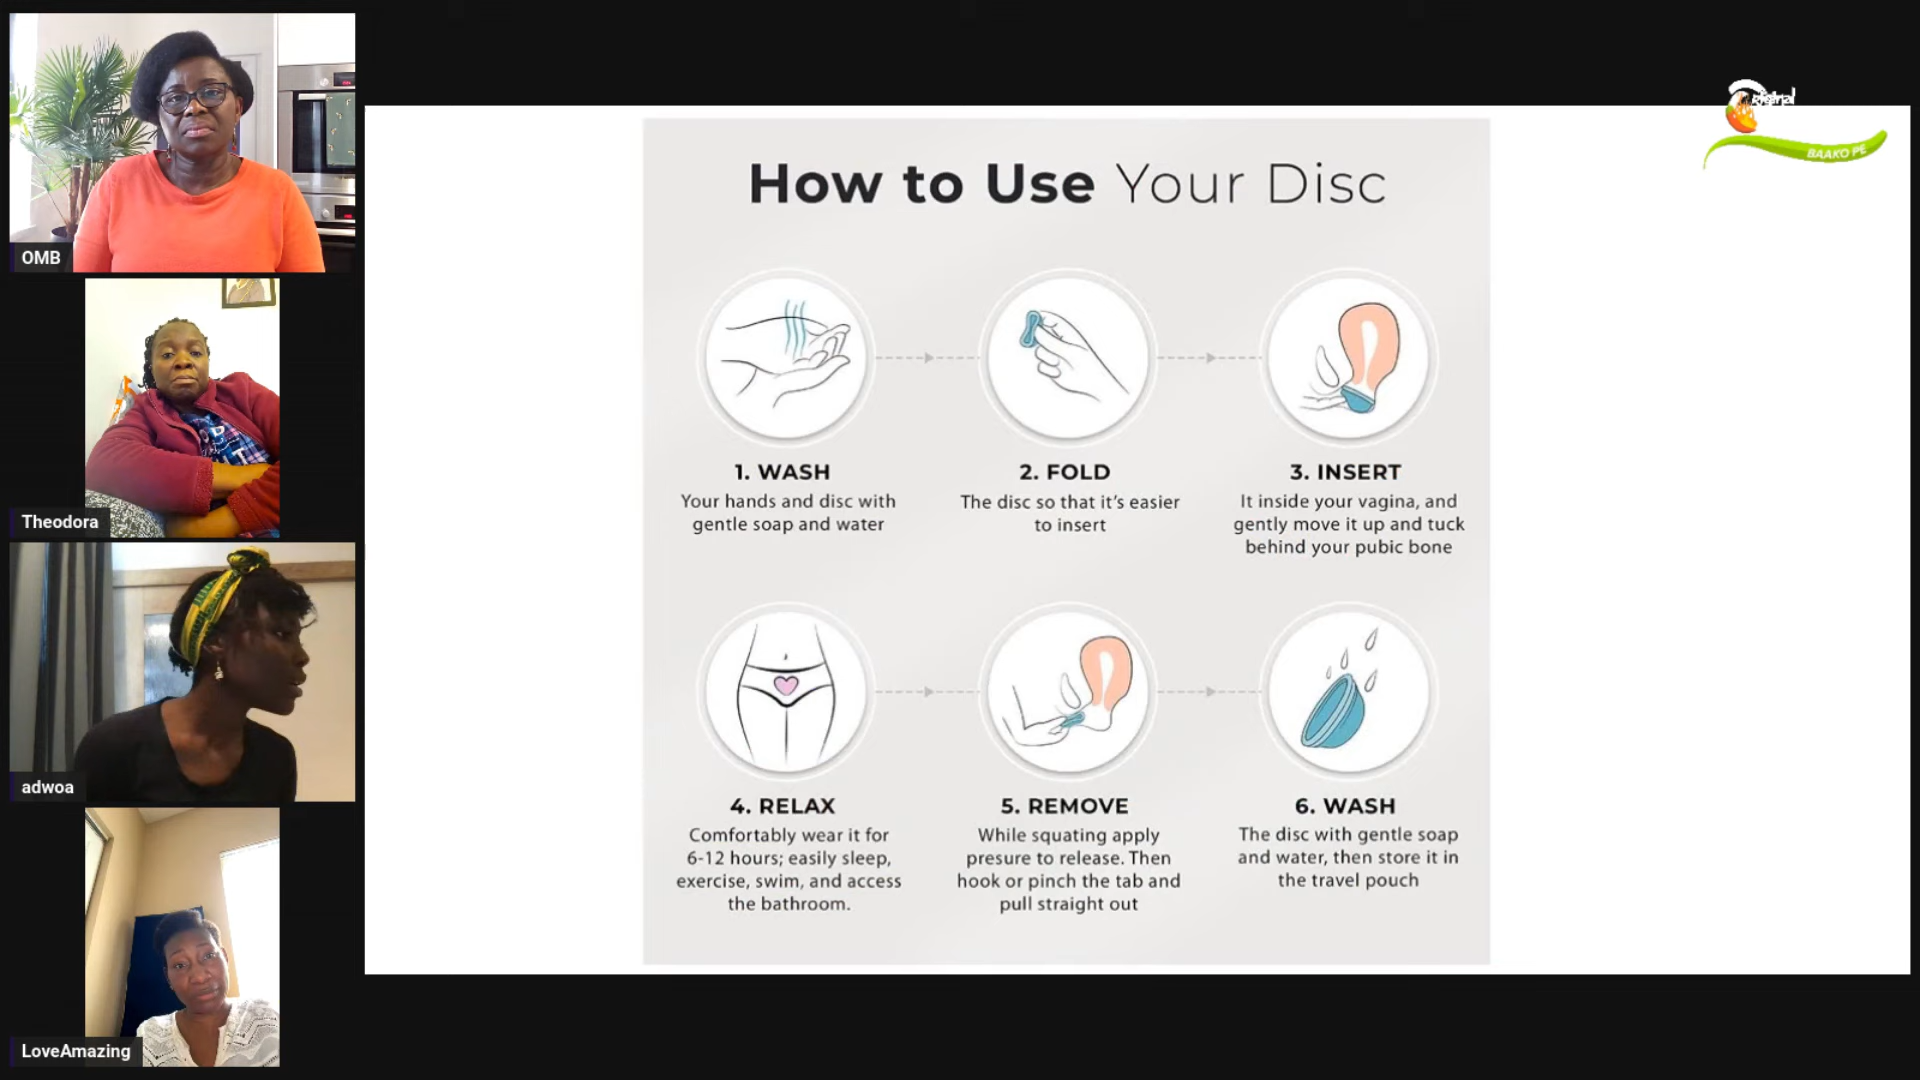 OMB
Theodora
adwoa
LoveAmazing
Original
BAAKO PE
How to Use Your Disc
1. WASH
Your hands and disc with
gentle soap and water
2. FOLD
The disc so that it's easier
to insert
3. INSERT
It inside your vagina, and
gently move it up and tuck
behind your pubic bone
4. RELAX
Comfortably wear it for
6-12 hours; easily sleep,
exercise, swim, and access
the bathroom.
5. REMOVE
While squating apply
presure to release. Then
hook or pinch the tab and
pull straight out
6. WASH
The disc with gentle soap
and water, then store it in
the travel pouch